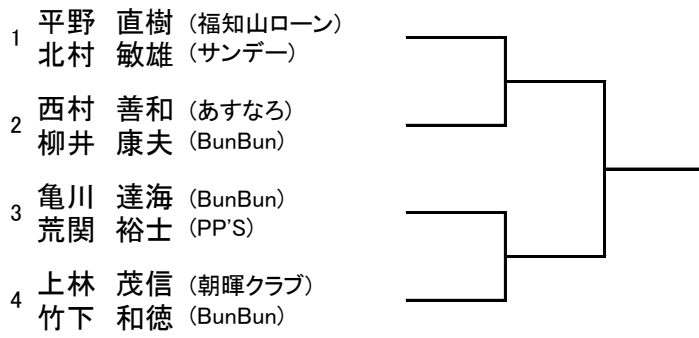 1 平野 直樹 (福知山ローン)
北村 敏雄 (サンデー)
2 西村 善和 (あすなろ)
柳井 康夫 (BunBun)
3 亀川 達海 (BunBun)
荒関 裕士 (PP'S)
4 上林 茂信 (朝暉クラブ)
竹下 和徳 (BunBun)